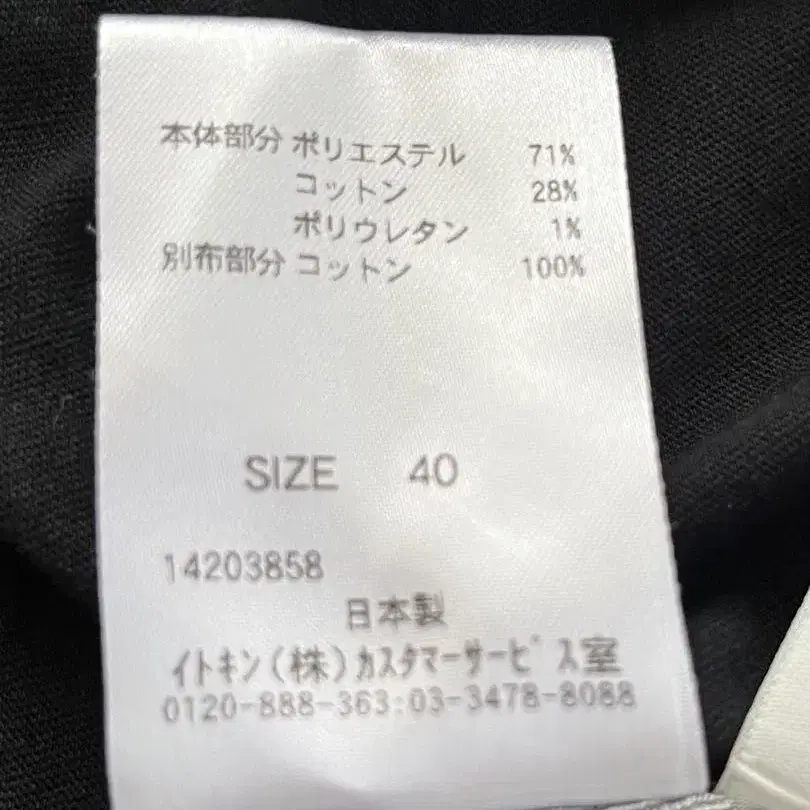 本体部分 ポリエステル 71%
コットン 28%
ポリウレタン 1%
別布部分 コットン 100%
SIZE 40
14203858
日本製
イトキン(株)カスタマーサービス室
0120-888-363:03-3478-8088